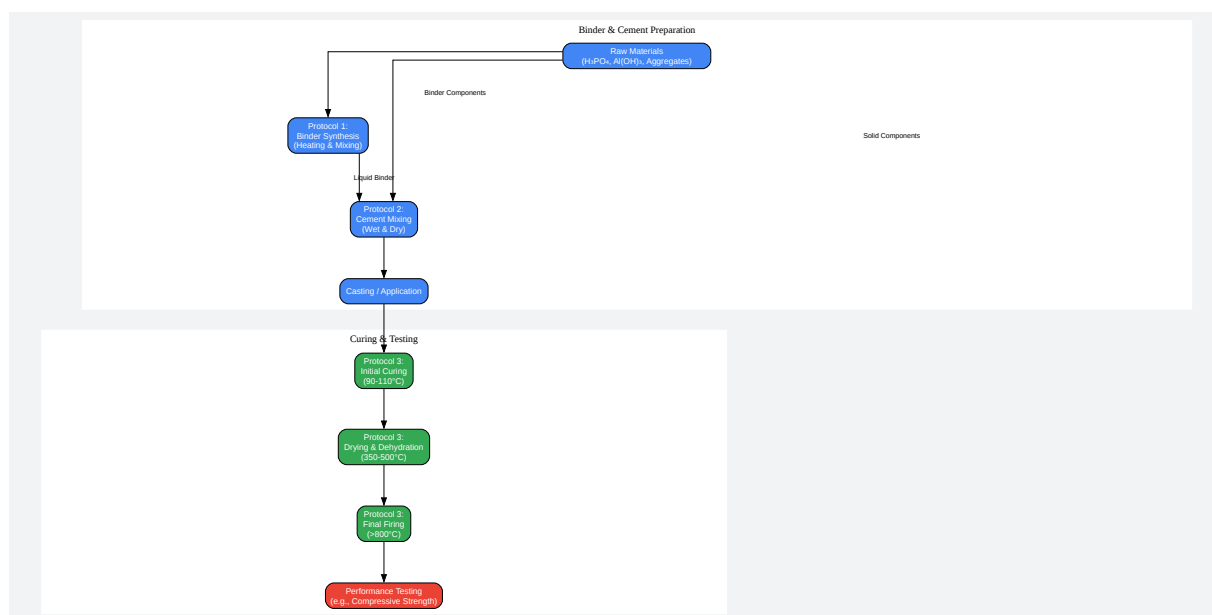 Binder & Cement Preparation
Raw Materials
(H₃PO₄, Al(OH)₃, Aggregates)
Binder Components
Protocol 1:
Binder Synthesis
(Heating & Mixing)
Solid Components
Liquid Binder
Protocol 2:
Cement Mixing
(Wet & Dry)
Casting / Application
Curing & Testing
Protocol 3:
Initial Curing
(90-110°C)
Protocol 3:
Drying & Dehydration
(350-500°C)
Protocol 3:
Final Firing
(>800°C)
Performance Testing
(e.g., Compressive Strength)